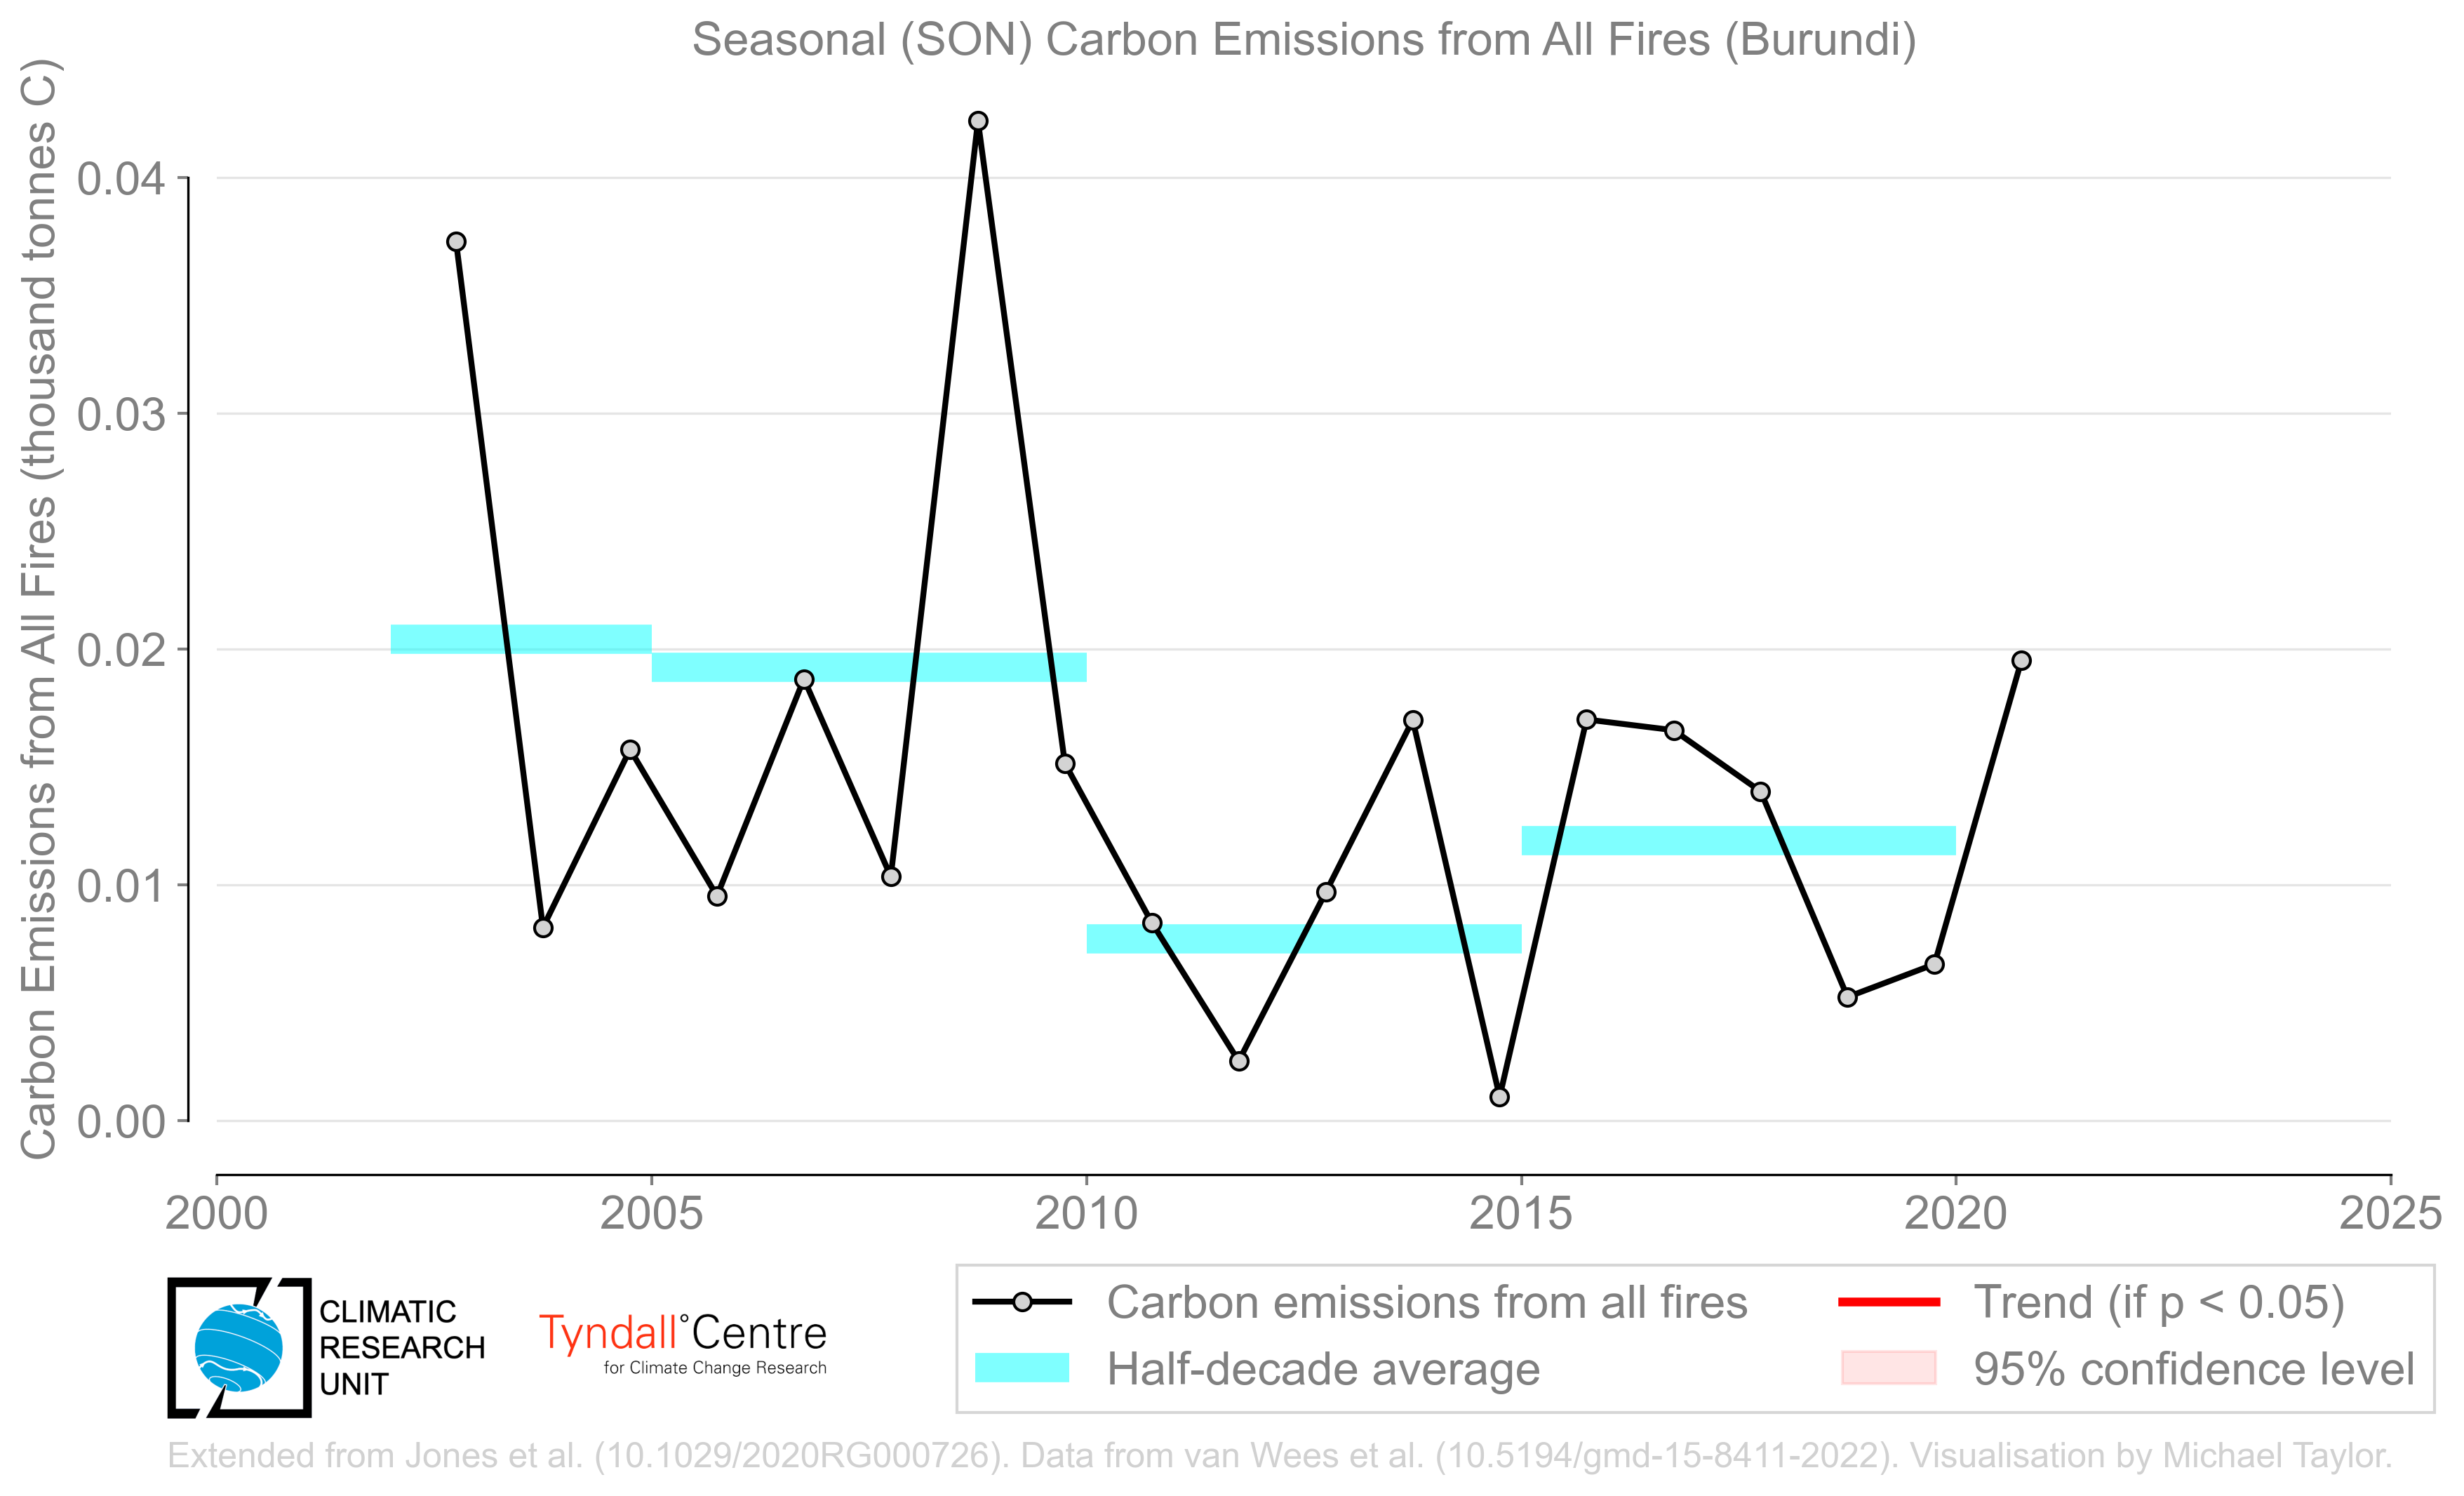 Seasonal (SON) Carbon Emissions from All Fires (Burundi)
Carbon Emissions from All Fires (thousand tonnes C)
0.04
0.03
0.02
0.01
0.00
2000 2005 2010 2015 2020 2025
CLIMATIC
RESEARCH
UNIT
Tyndall°Centre
for Climate Change Research
Carbon emissions from all fires
Half-decade average
Trend (if p < 0.05)
95% confidence level
Extended from Jones et al. (10.1029/2020RG000726). Data from van Wees et al. (10.5194/gmd-15-8411-2022). Visualisation by Michael Taylor.